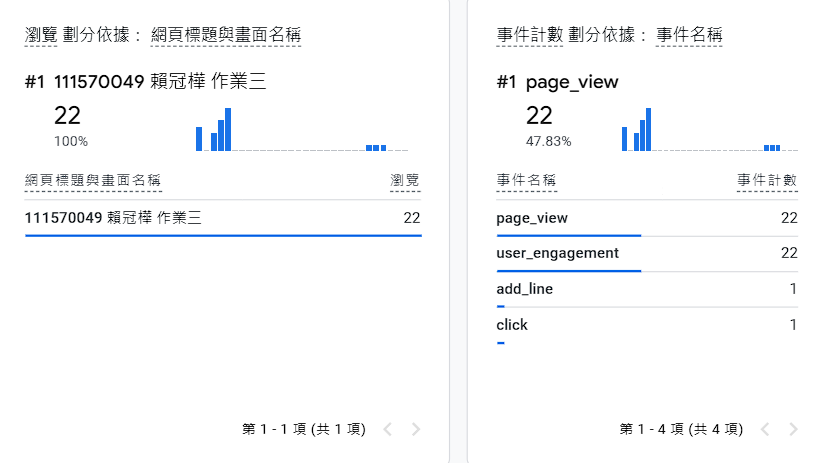 瀏覽 劃分依據： 網頁標題與畫面名稱
#1 111570049 賴冠樺 作業三
22
100%
網頁標題與畫面名稱 瀏覽
111570049 賴冠樺 作業三 22
第 1 - 1 項 (共 1 項)
事件計數 劃分依據： 事件名稱
#1 page_view
22
47.83%
事件名稱 事件計數
page_view 22
user_engagement 22
add_line 1
click 1
第 1 - 4 項 (共 4 項)